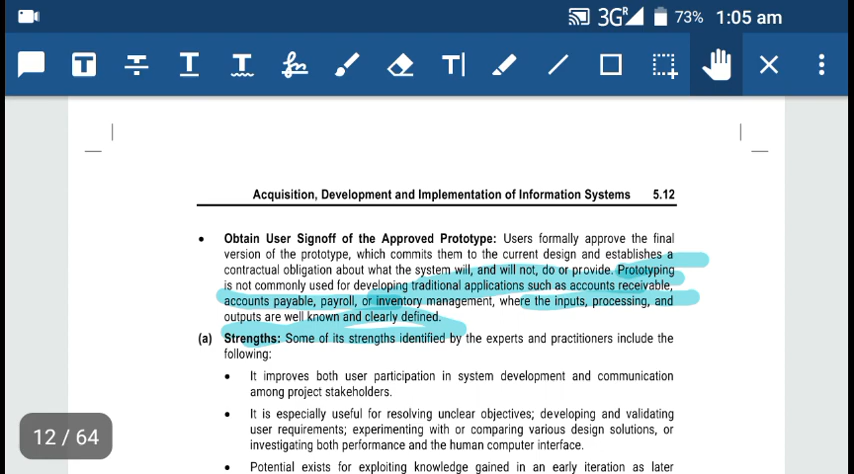 3G R 73% 1:05 am
Acquisition, Development and Implementation of Information Systems 5.12
• Obtain User Signoff of the Approved Prototype: Users formally approve the final
version of the prototype, which commits them to the current design and establishes a
contractual obligation about what the system will, and will not, do or provide. Prototyping
is not commonly used for developing traditional applications such as accounts receivable,
accounts payable, payroll, or inventory management, where the inputs, processing, and
outputs are well known and clearly defined.
(a) Strengths: Some of its strengths identified by the experts and practitioners include the
following:
• It improves both user participation in system development and communication
among project stakeholders.
• It is especially useful for resolving unclear objectives; developing and validating
user requirements; experimenting with or comparing various design solutions, or
investigating both performance and the human computer interface.
• Potential exists for exploiting knowledge gained in an early iteration as later
12 / 64